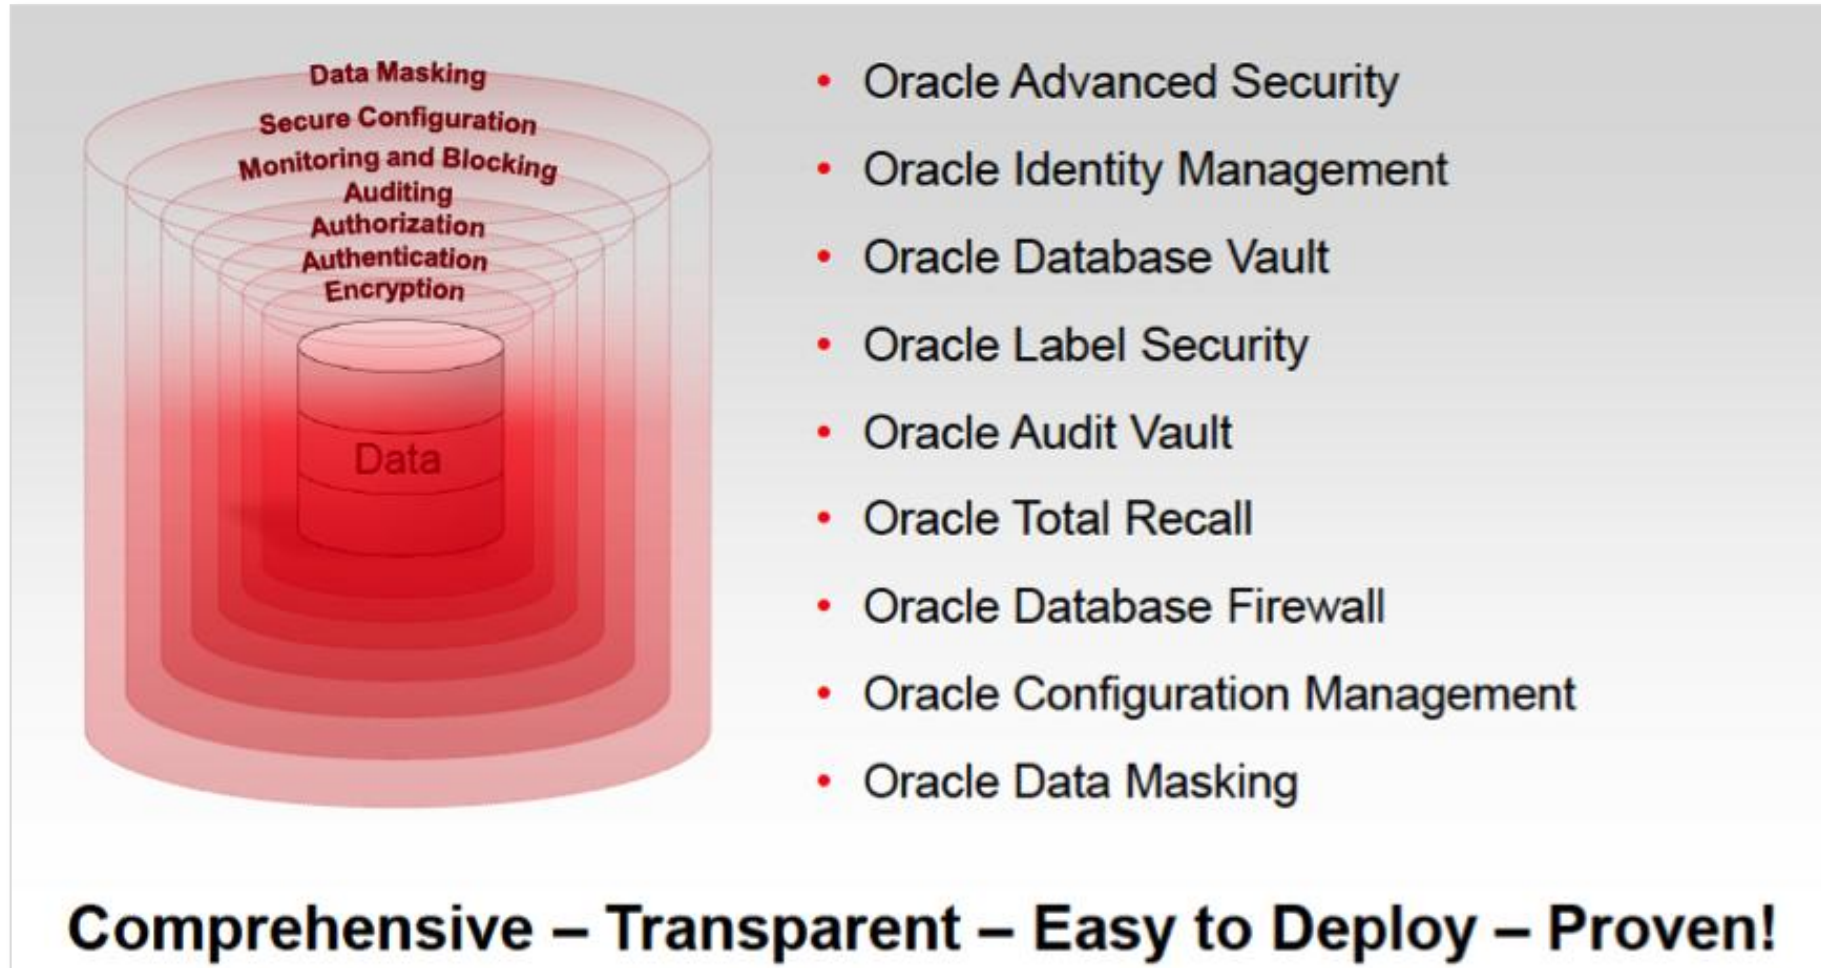 Data Masking
Secure Configuration
Monitoring and Blocking
Auditing
Authorization
Authentication
Encryption
Data
• Oracle Advanced Security
• Oracle Identity Management
• Oracle Database Vault
• Oracle Label Security
• Oracle Audit Vault
• Oracle Total Recall
• Oracle Database Firewall
• Oracle Configuration Management
• Oracle Data Masking
Comprehensive – Transparent – Easy to Deploy – Proven!